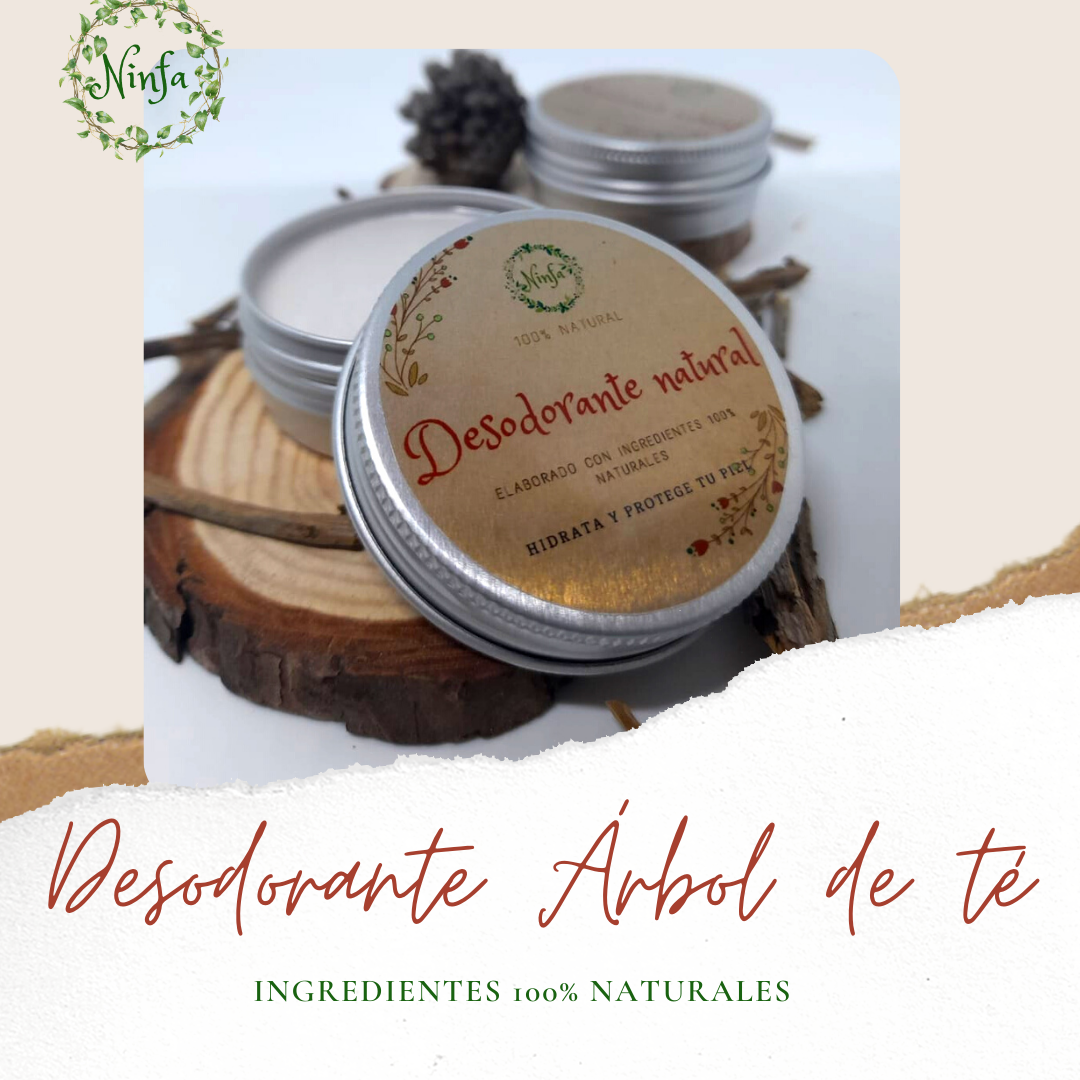 Ninfa
Ninfa
100% NATURAL
Desodorante natural
ELABORADO CON INGREDIENTES 100%
NATURALES
HIDRATA Y PROTEGE TU PIEL
Desodorante Árbol de té
INGREDIENTES 100% NATURALES